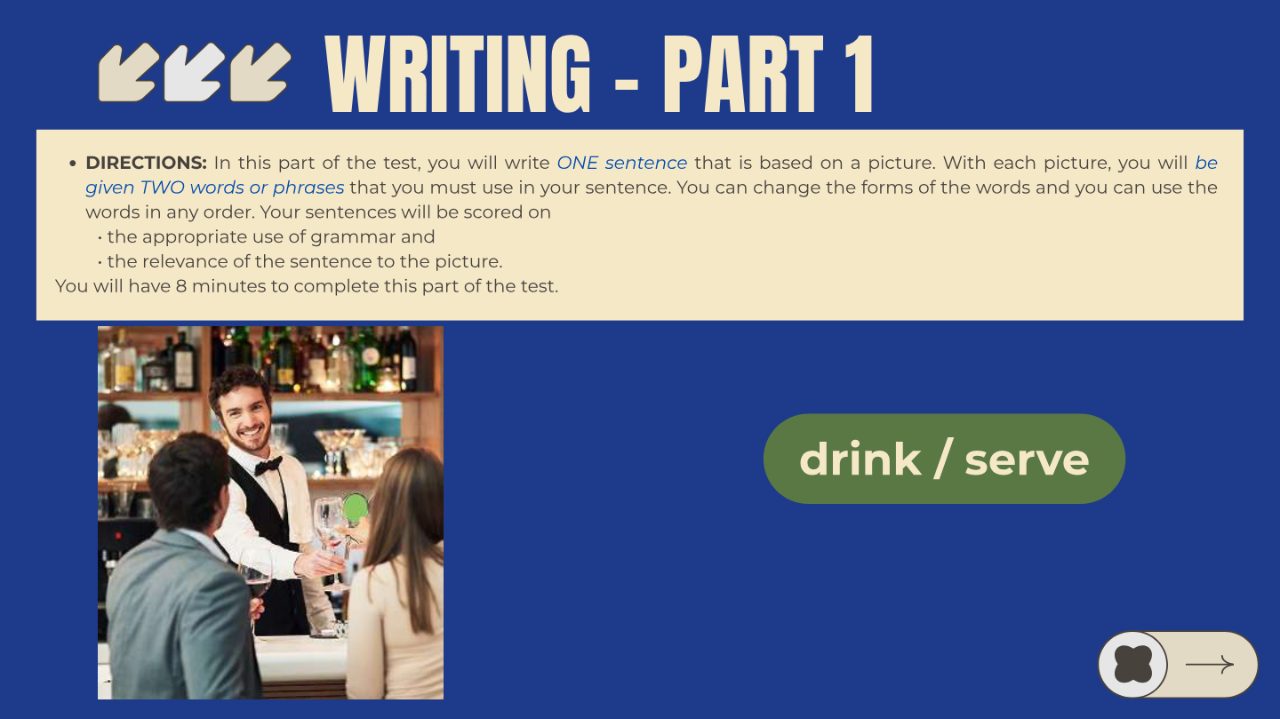 WRITING - PART 1
• DIRECTIONS: In this part of the test, you will write ONE sentence that is based on a picture. With each picture, you will be
given TWO words or phrases that you must use in your sentence. You can change the forms of the words and you can use the
words in any order. Your sentences will be scored on
• the appropriate use of grammar and
• the relevance of the sentence to the picture.
You will have 8 minutes to complete this part of the test.
drink / serve